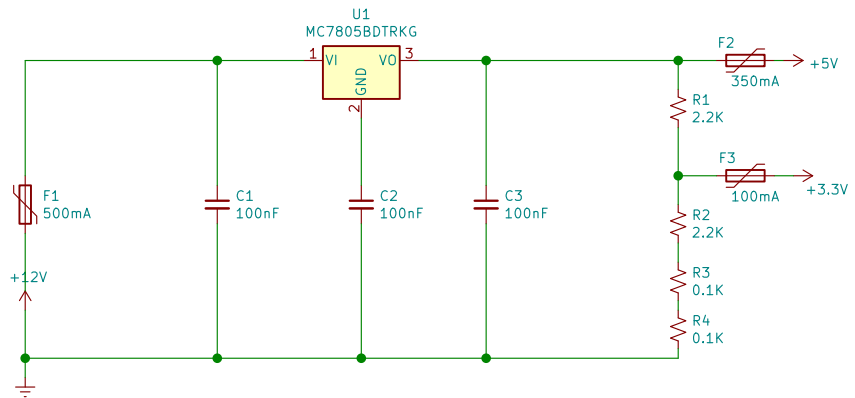 U1
MC7805BDTRKG
1 VI VO 3
GND
2
F2
350mA
+5V
R1
2.2K
F3
100mA
+3.3V
F1
500mA
C1
100nF
C2
100nF
C3
100nF
R2
2.2K
+12V
R3
0.1K
R4
0.1K